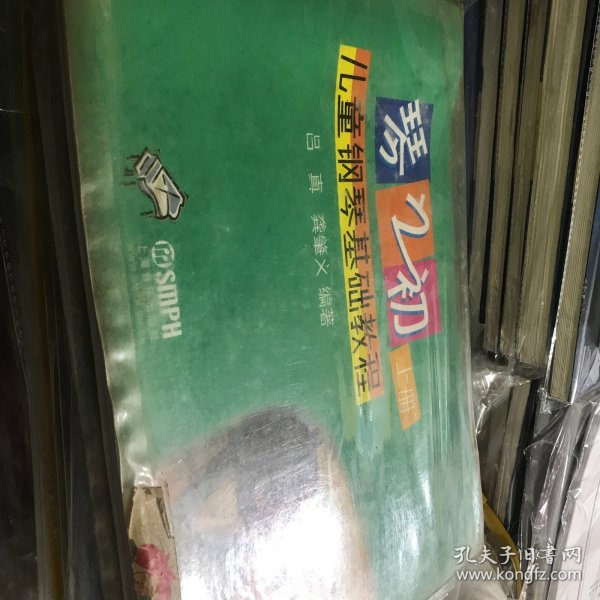 琴之初
上册
儿童钢琴基础教程
吕 真 龚肇义 编著
SMPH
孔夫子旧书网
www.kongfz.com